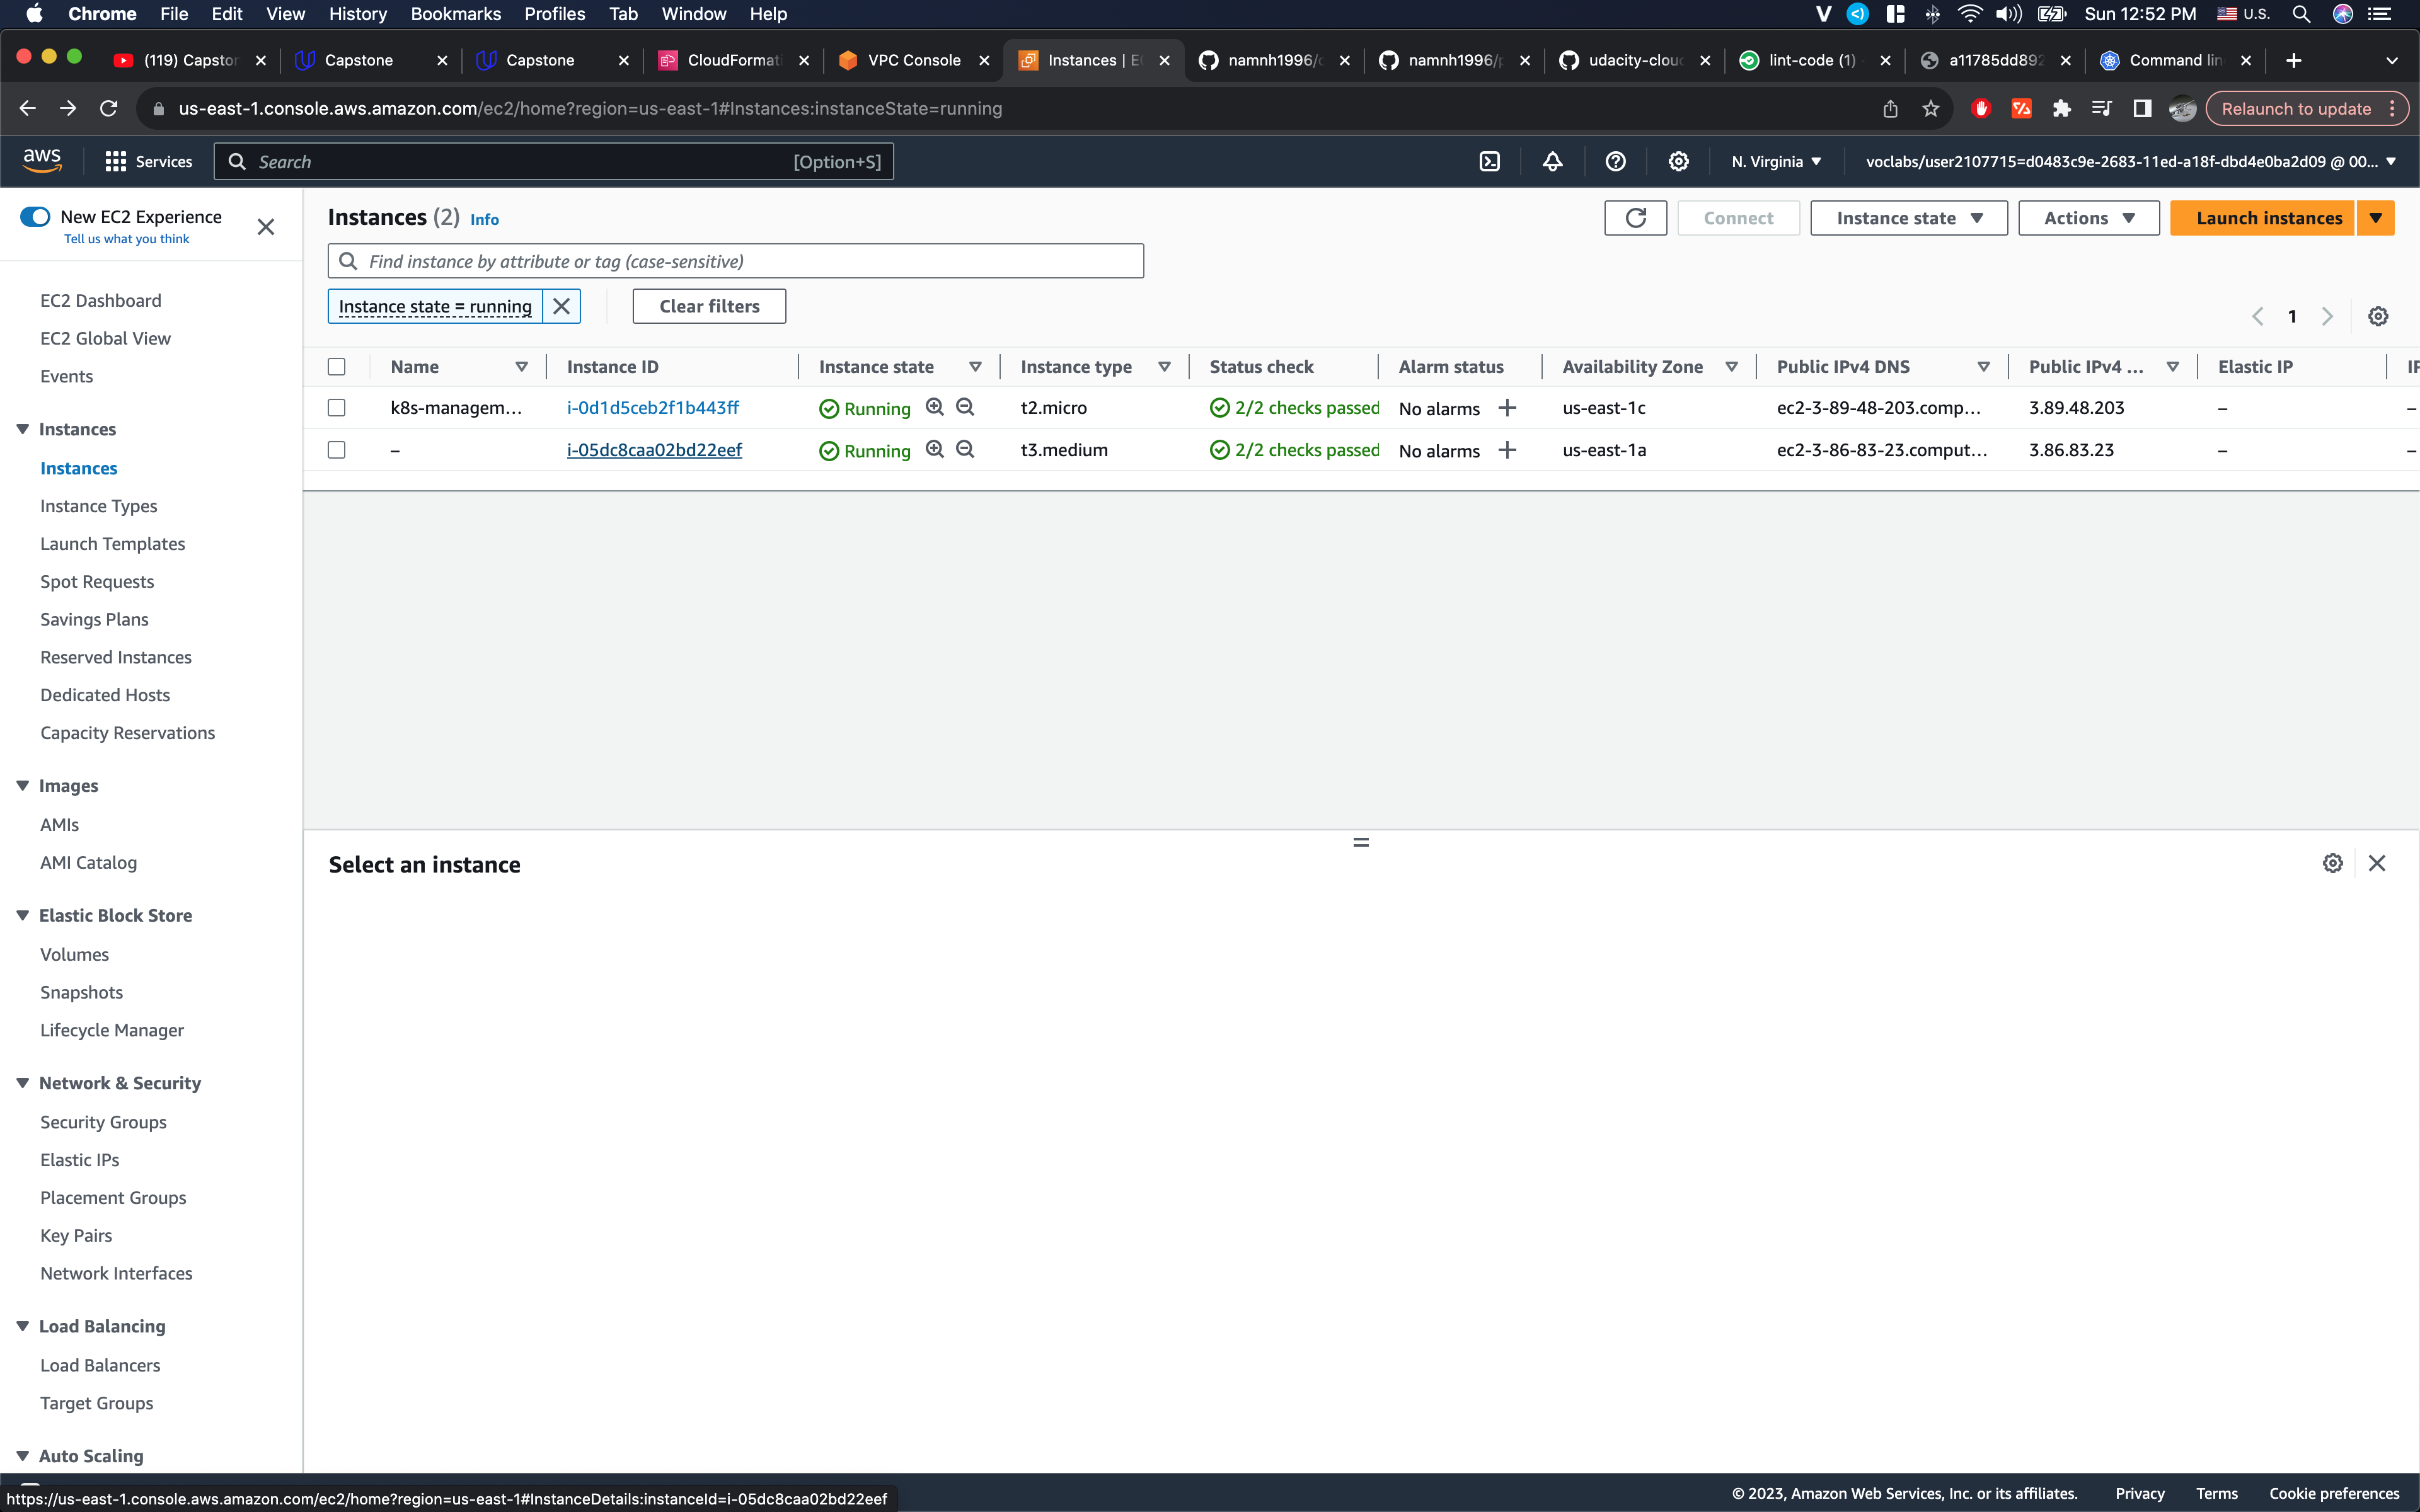 Chrome File Edit View History Bookmarks Profiles Tab Window Help Sun 12:52 PM U.S.
(119) Capstor Capstone Capstone CloudFormati VPC Console Instances | EC namnh1996/c namnh1996/p udacity-clou lint-code (1) a11785dd892 Command lin
us-east-1.console.aws.amazon.com/ec2/home?region=us-east-1#Instances:instanceState=running Relaunch to update
aws Services Search [Option+S] N. Virginia voclabs/user2107715=d0483c9e-2683-11ed-a18f-dbd4e0ba2d09 @ 00...
New EC2 Experience
Tell us what you think
EC2 Dashboard
EC2 Global View
Events
Instances
Instances
Instance Types
Launch Templates
Spot Requests
Savings Plans
Reserved Instances
Dedicated Hosts
Capacity Reservations
Images
AMIs
AMI Catalog
Elastic Block Store
Volumes
Snapshots
Lifecycle Manager
Network & Security
Security Groups
Elastic IPs
Placement Groups
Key Pairs
Network Interfaces
Load Balancing
Load Balancers
Target Groups
Auto Scaling
Instances (2) Info Connect Instance state Actions Launch instances
Find instance by attribute or tag (case-sensitive)
Instance state = running Clear filters 1
Name Instance ID Instance state Instance type Status check Alarm status Availability Zone Public IPv4 DNS Public IPv4 ... Elastic IP IP
k8s-managem... i-0d1d5ceb2f1b443ff Running t2.micro 2/2 checks passed No alarms + us-east-1c ec2-3-89-48-203.comp... 3.89.48.203 – –
– i-05dc8caa02bd22eef Running t3.medium 2/2 checks passed No alarms + us-east-1a ec2-3-86-83-23.comput... 3.86.83.23 – –
Select an instance
https://us-east-1.console.aws.amazon.com/ec2/home?region=us-east-1#InstanceDetails:instanceId=i-05dc8caa02bd22eef
© 2023, Amazon Web Services, Inc. or its affiliates. Privacy Terms Cookie preferences